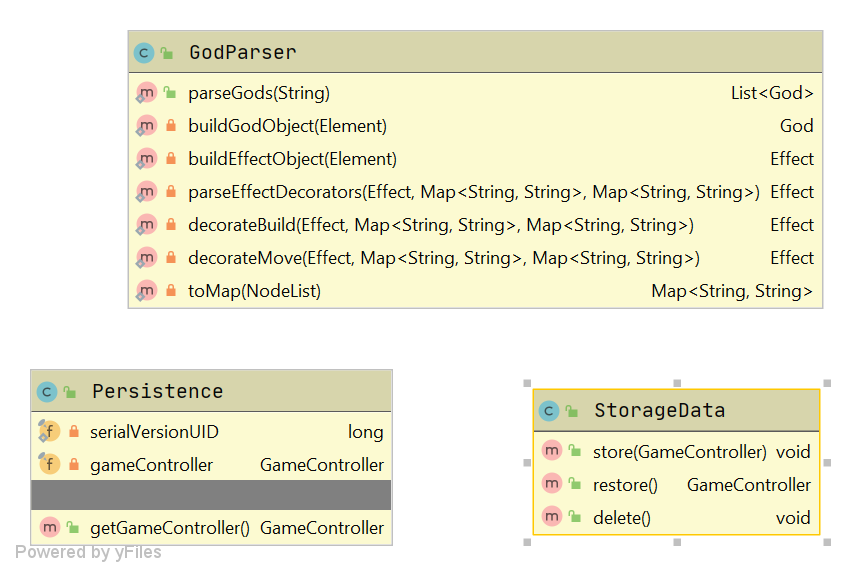 GodParser
parseGods(String) List<God>
buildGodObject(Element) God
buildEffectObject(Element) Effect
parseEffectDecorators(Effect, Map<String, String>, Map<String, String>) Effect
decorateBuild(Effect, Map<String, String>, Map<String, String>) Effect
decorateMove(Effect, Map<String, String>, Map<String, String>) Effect
toMap(NodeList) Map<String, String>
Persistence
serialVersionUID long
gameController GameController
getGameController() GameController
StorageData
store(GameController) void
restore() GameController
delete() void
Powered by yFiles